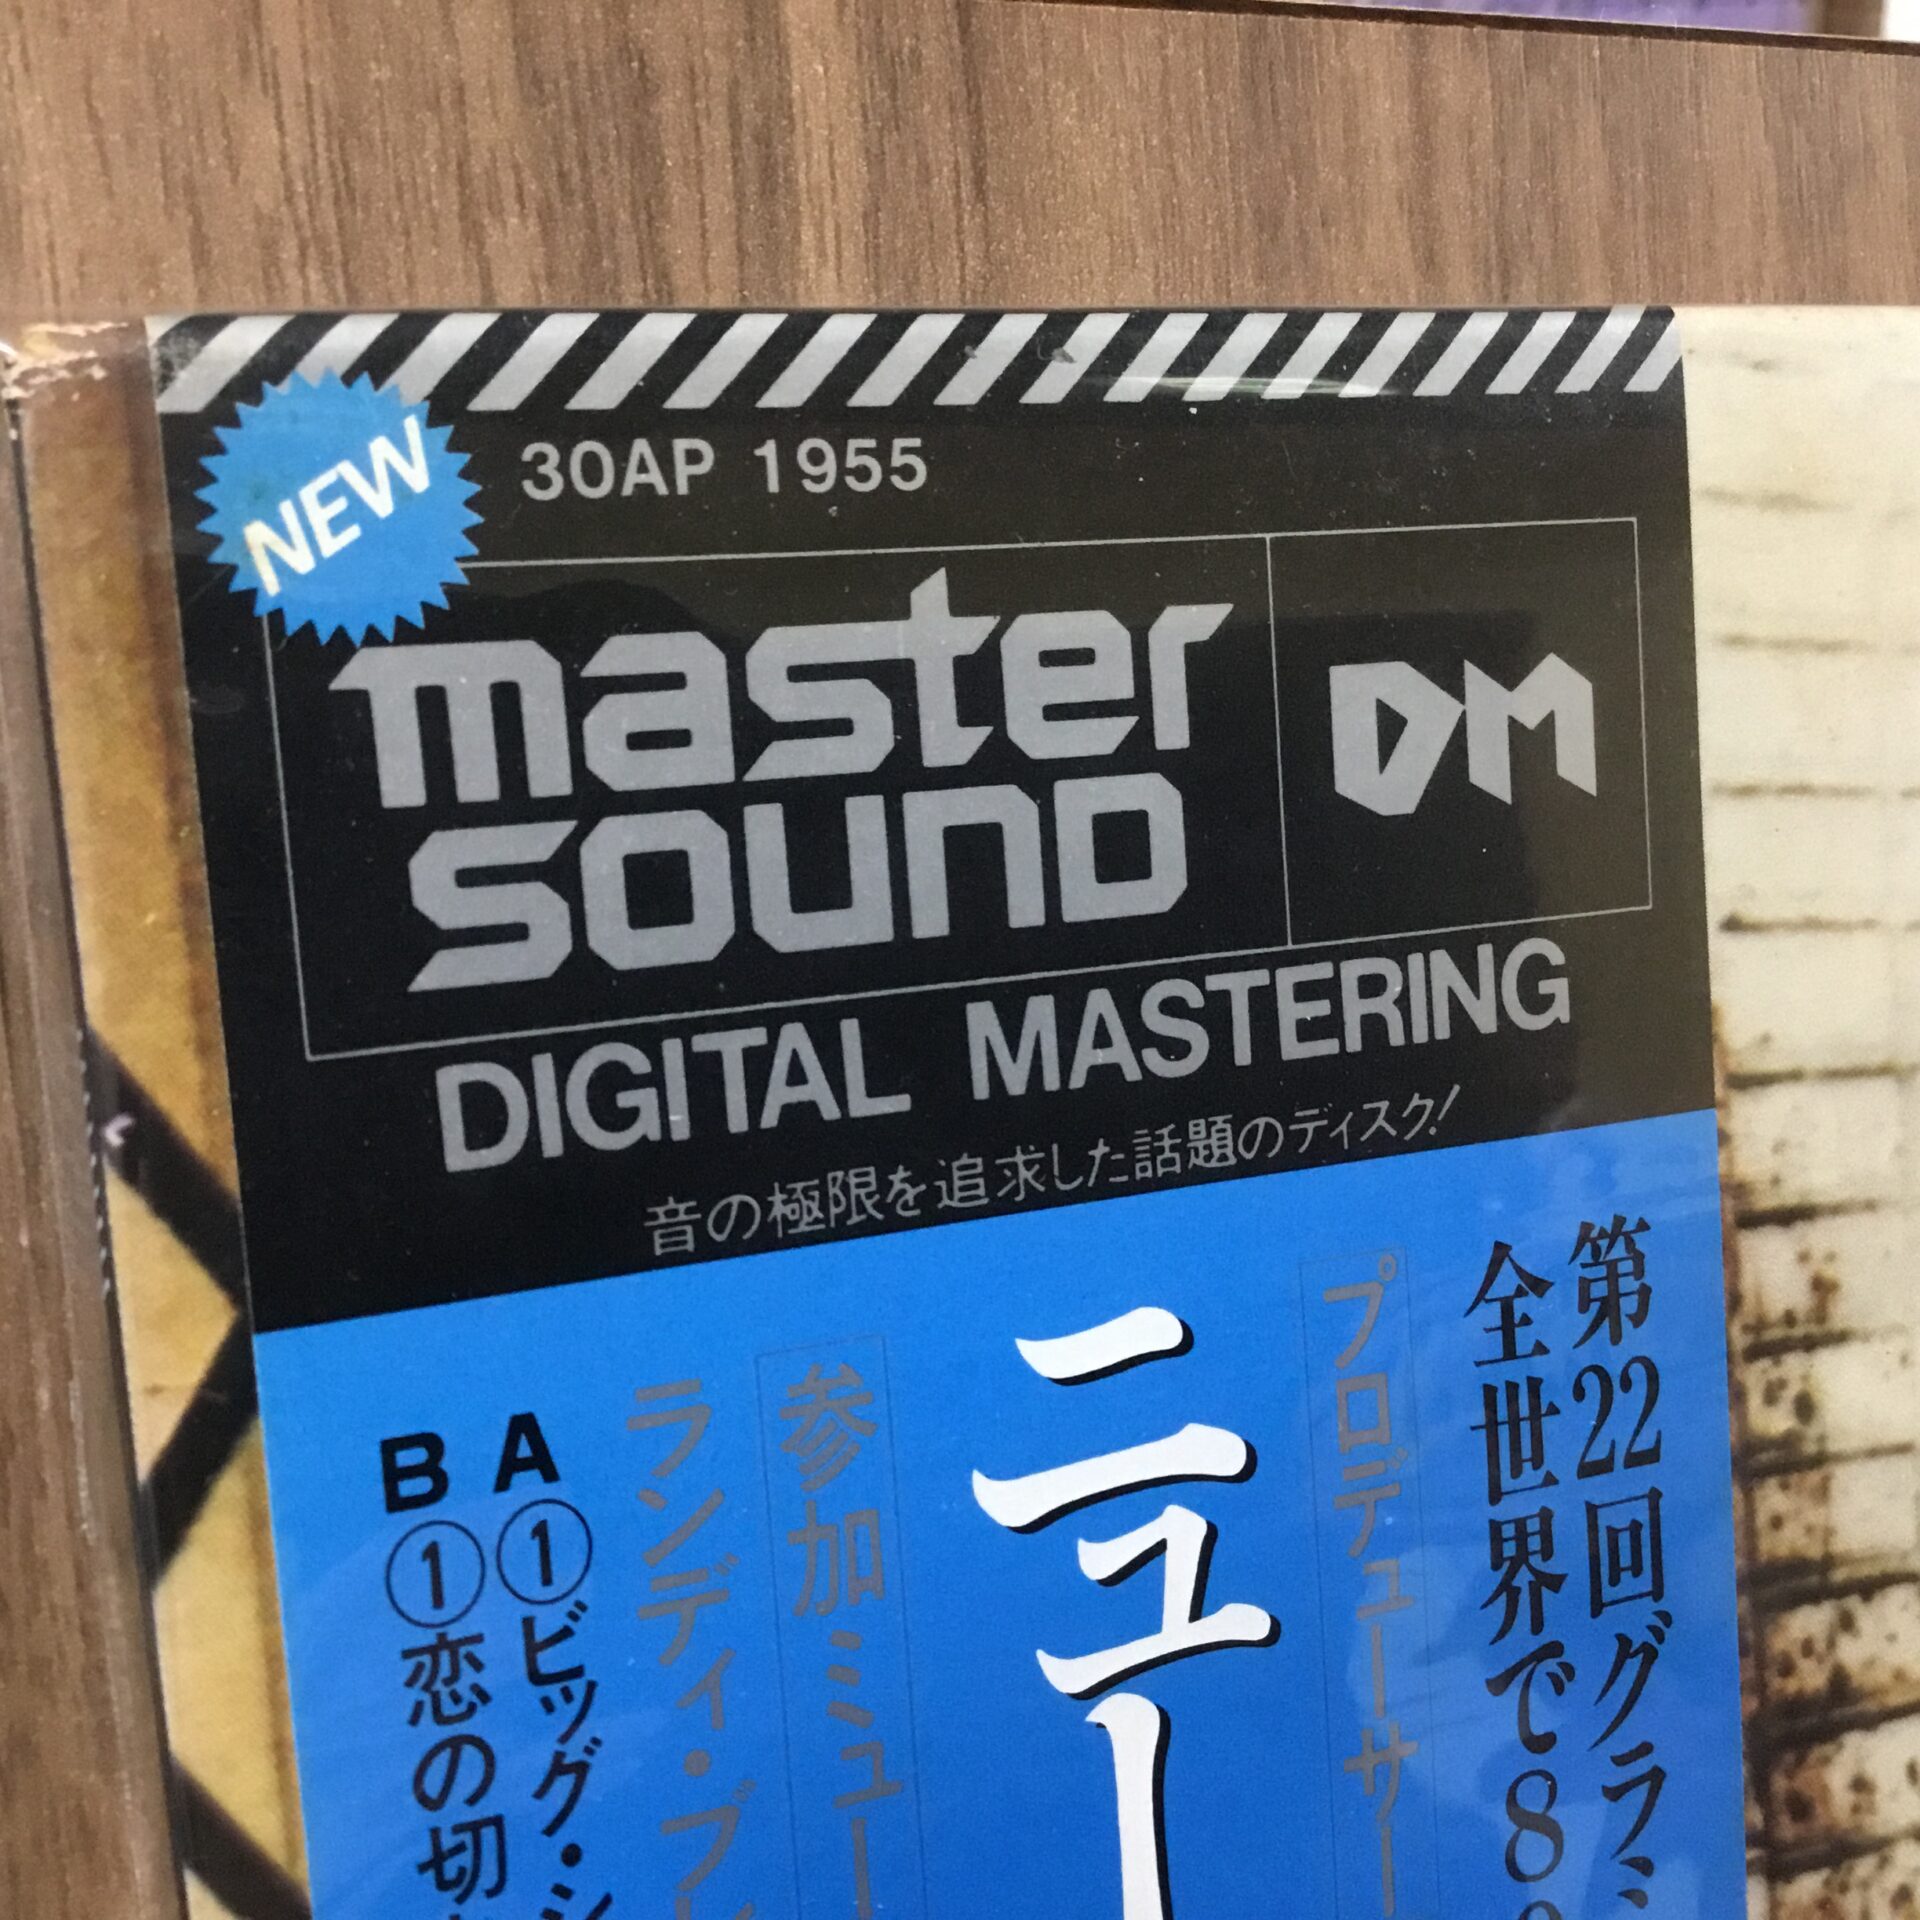 NEW
30AP 1955
master
sound
DM
DIGITAL MASTERING
音の極限を追求した話題のディスク!
第22回グラミ
全世界で8
プロデューサー
ニュー
参加ミュー
ランディ・ブレ
A①ビッグ・シ
B①恋の切